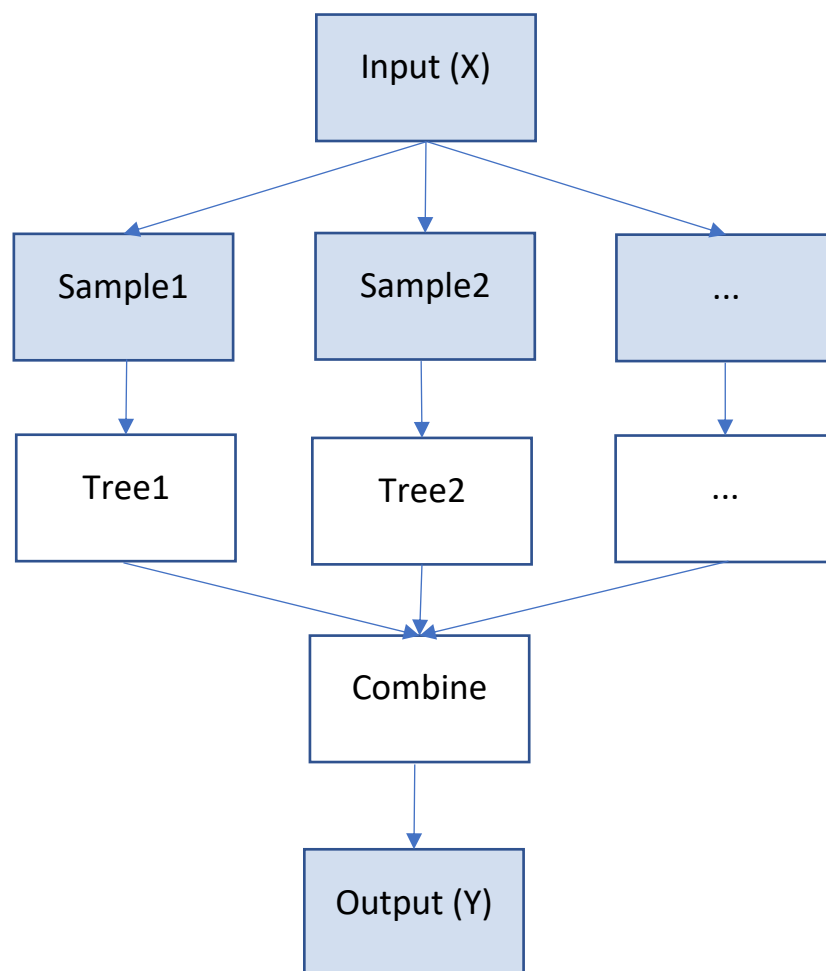 Input (X)
Sample1
Sample2
...
Tree1
Tree2
...
Combine
Output (Y)